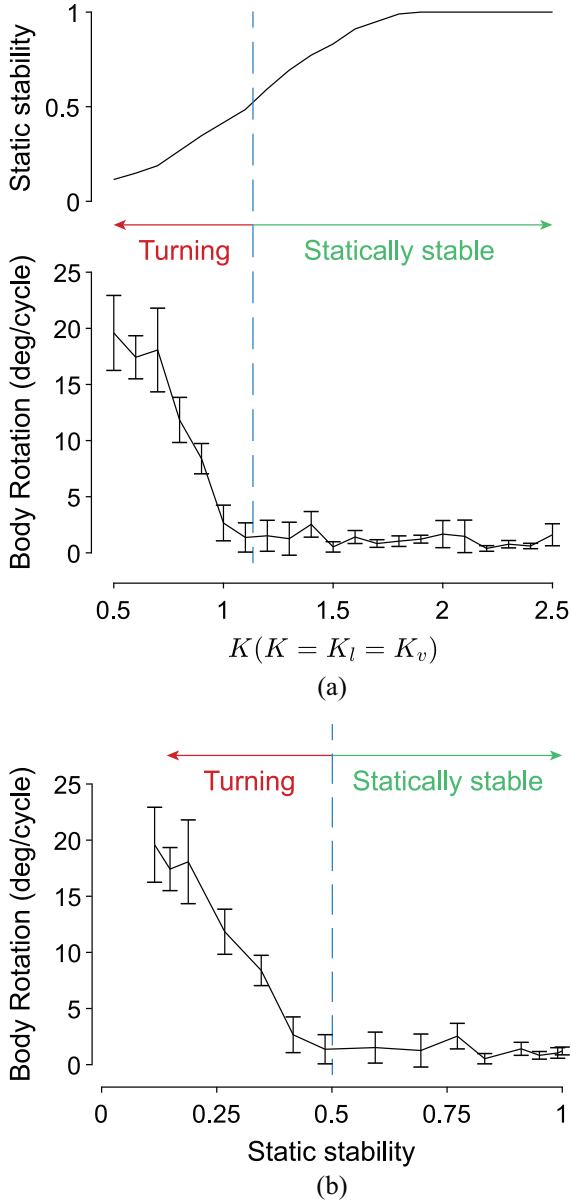 1
0.5
0
Static stability
Turning
Statically stable
25
20
15
10
5
0
Body Rotation (deg/cycle)
0.5 1 1.5 2 2.5
K(K = K_l = K_v)
(a)
Turning
Statically stable
25
20
15
10
5
0
Body Rotation (deg/cycle)
0 0.25 0.5 0.75 1
Static stability
(b)